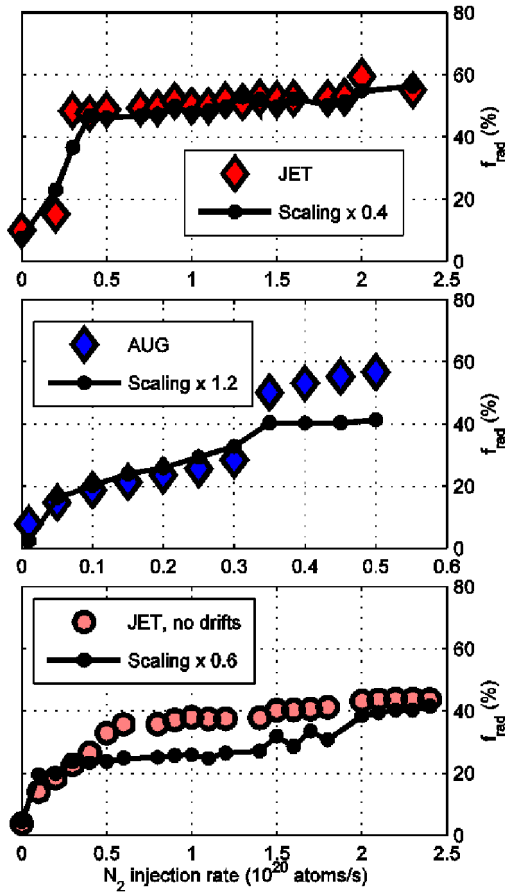 80
60
40
20
0
f_rad (%)
JET
Scaling x 0.4
0 0.5 1 1.5 2 2.5
80
60
40
20
0
f_rad (%)
AUG
Scaling x 1.2
0 0.1 0.2 0.3 0.4 0.5 0.6
80
60
40
20
0
f_rad (%)
JET, no drifts
Scaling x 0.6
0 0.5 1 1.5 2 2.5
N₂ injection rate (10²⁰ atoms/s)